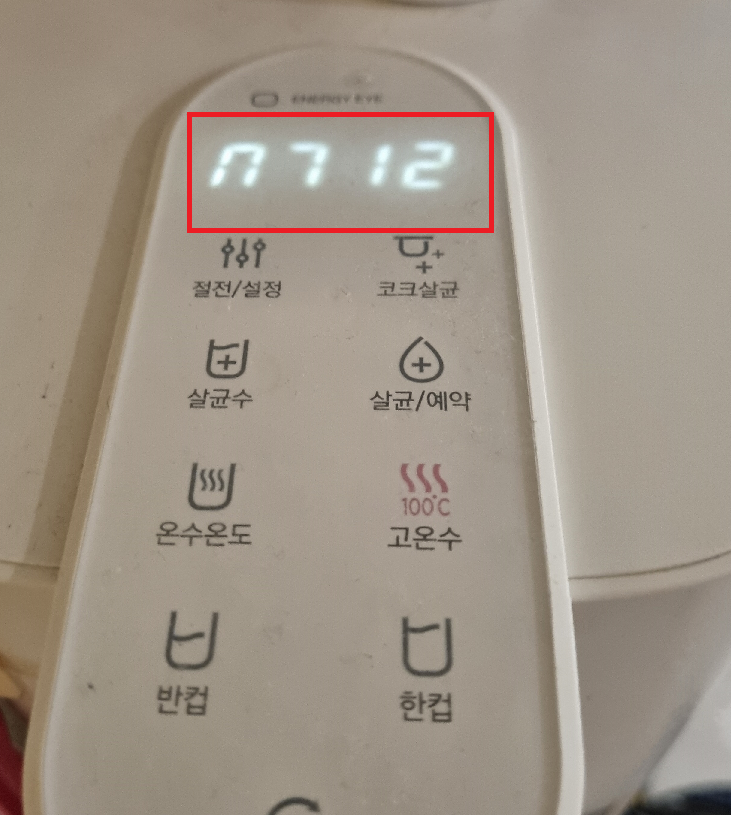 ENERGY EYE
절전/설정 코크살균
살균수 살균/예약
100℃
온수온도 고온수
반컵 한컵